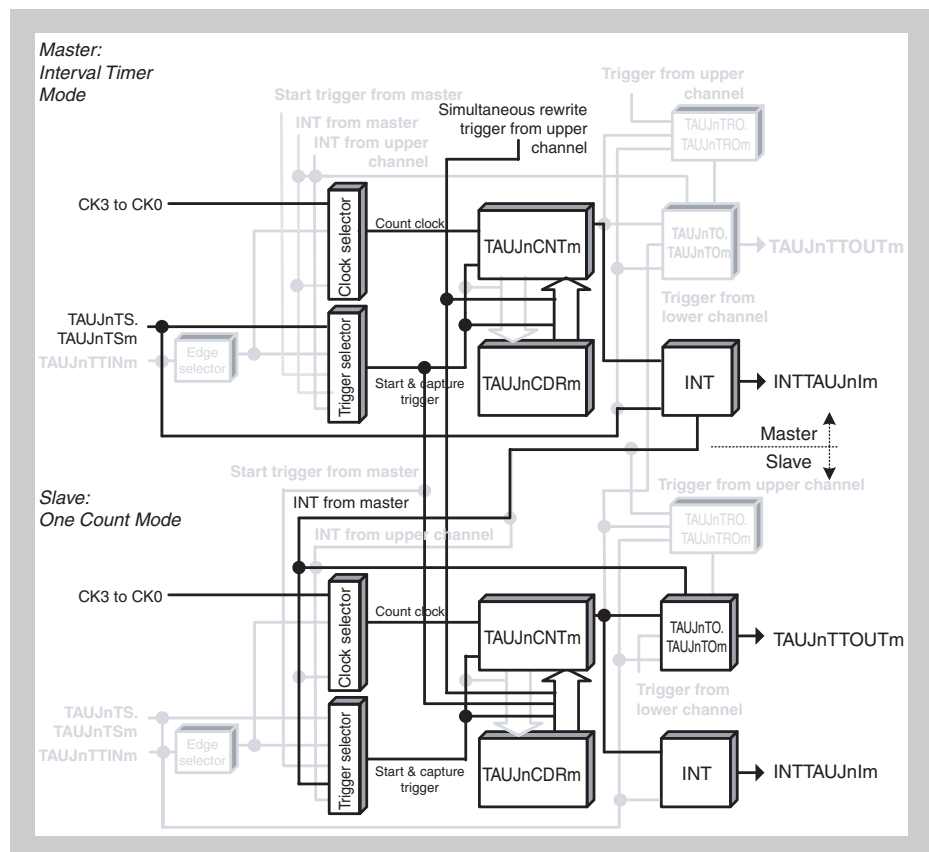 Master:
Interval Timer
Mode
Trigger from upper
channel
Start trigger from master
Simultaneous rewrite
trigger from upper
channel
INT from master
INT from upper
channel
TAUJnTRO.
TAUJnTROm
CK3 to CK0
Clock selector
Count clock
TAUJnCNTm
TAUJnTO.
TAUJnTOm
TAUJnTTOUTm
Trigger from
lower channel
TAUJnTS.
TAUJnTSm
TAUJnTTINm
Edge
selector
Trigger selector
Start & capture
trigger
TAUJnCDRm
INT
INTTAUJnIm
Master
Slave
Start trigger from master
Trigger from upper channel
Slave:
One Count Mode
INT from master
INT from upper channel
TAUJnTRO.
TAUJnTROm
CK3 to CK0
Clock selector
Count clock
TAUJnCNTm
TAUJnTO.
TAUJnTOm
TAUJnTTOUTm
Trigger from
lower channel
TAUJnTS.
TAUJnTSm
TAUJnTTINm
Edge
selector
Trigger selector
Start & capture
trigger
TAUJnCDRm
INT
INTTAUJnIm